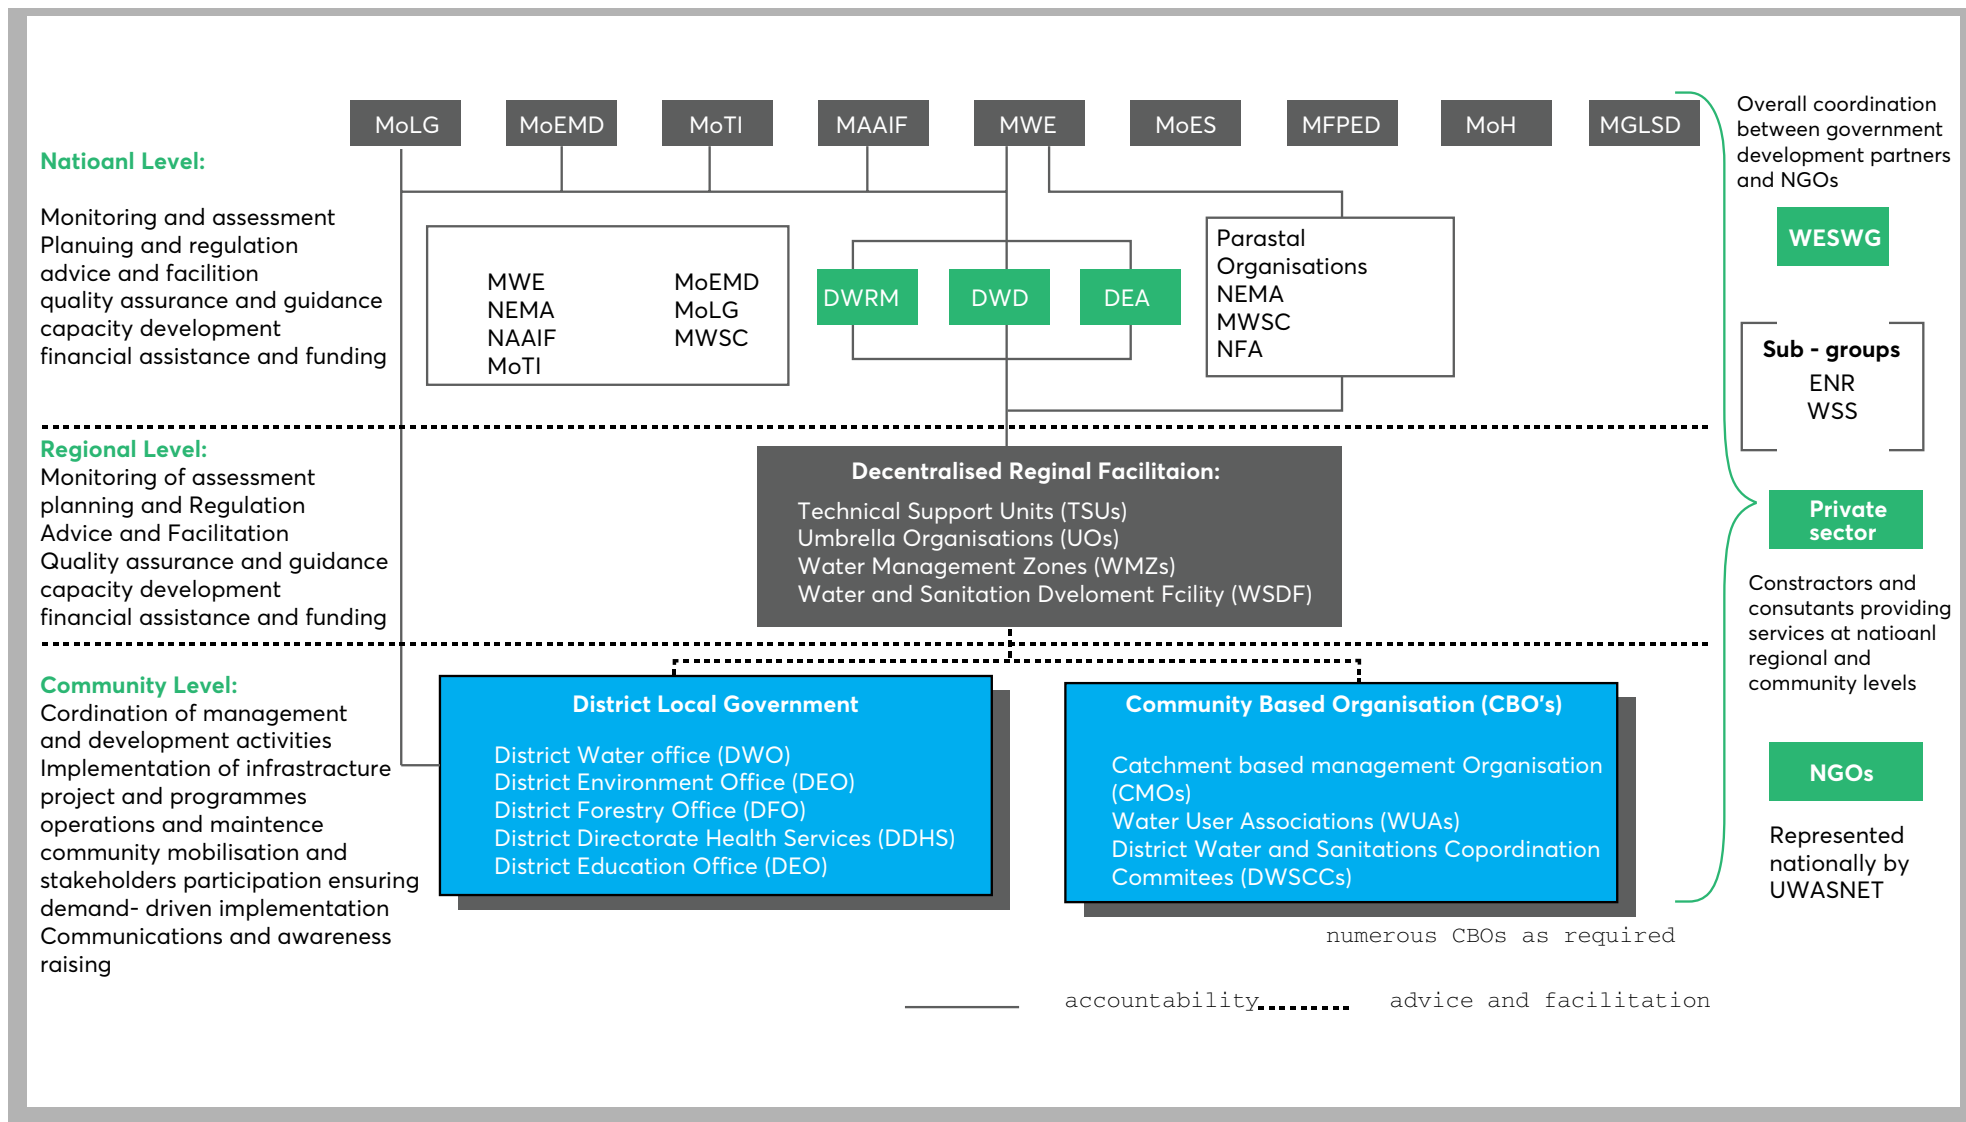 MoLG
MoEMD
MoTI
MAAIF
MWE
MoES
MFPED
MoH
MGLSD
Natioanl Level:
Monitoring and assessment
Planuing and regulation
advice and facilition
quality assurance and guidance
capacity development
financial assistance and funding
MWE
NEMA
NAAIF
MoTI
MoEMD
MoLG
MWSC
DWRM
DWD
DEA
Parastal
Organisations
NEMA
MWSC
NFA
Regional Level:
Monitoring of assessment
planning and Regulation
Advice and Facilitation
Quality assurance and guidance
capacity development
financial assistance and funding
Decentralised Reginal Facilitaion:
Technical Support Units (TSUs)
Umbrella Organisations (UOs)
Water Management Zones (WMZs)
Water and Sanitation Dveloment Fcility (WSDF)
Community Level:
Cordination of management
and development activities
Implementation of infrastracture
project and programmes
operations and maintence
community mobilisation and
stakeholders participation ensuring
demand- driven implementation
Communications and awareness
raising
District Local Government
District Water office (DWO)
District Environment Office (DEO)
District Forestry Office (DFO)
District Directorate Health Services (DDHS)
District Education Office (DEO)
Community Based Organisation (CBO's)
Catchment based management Organisation
(CMOs)
Water User Associations (WUAs)
District Water and Sanitations Copordination
Commitees (DWSCCs)
numerous CBOs as required
accountability
advice and facilitation
Overall coordination
between government
development partners
and NGOs
WESWG
Sub - groups
ENR
WSS
Private
sector
Constractors and
consutants providing
services at natioanl
regional and
community levels
NGOs
Represented
nationally by
UWASNET